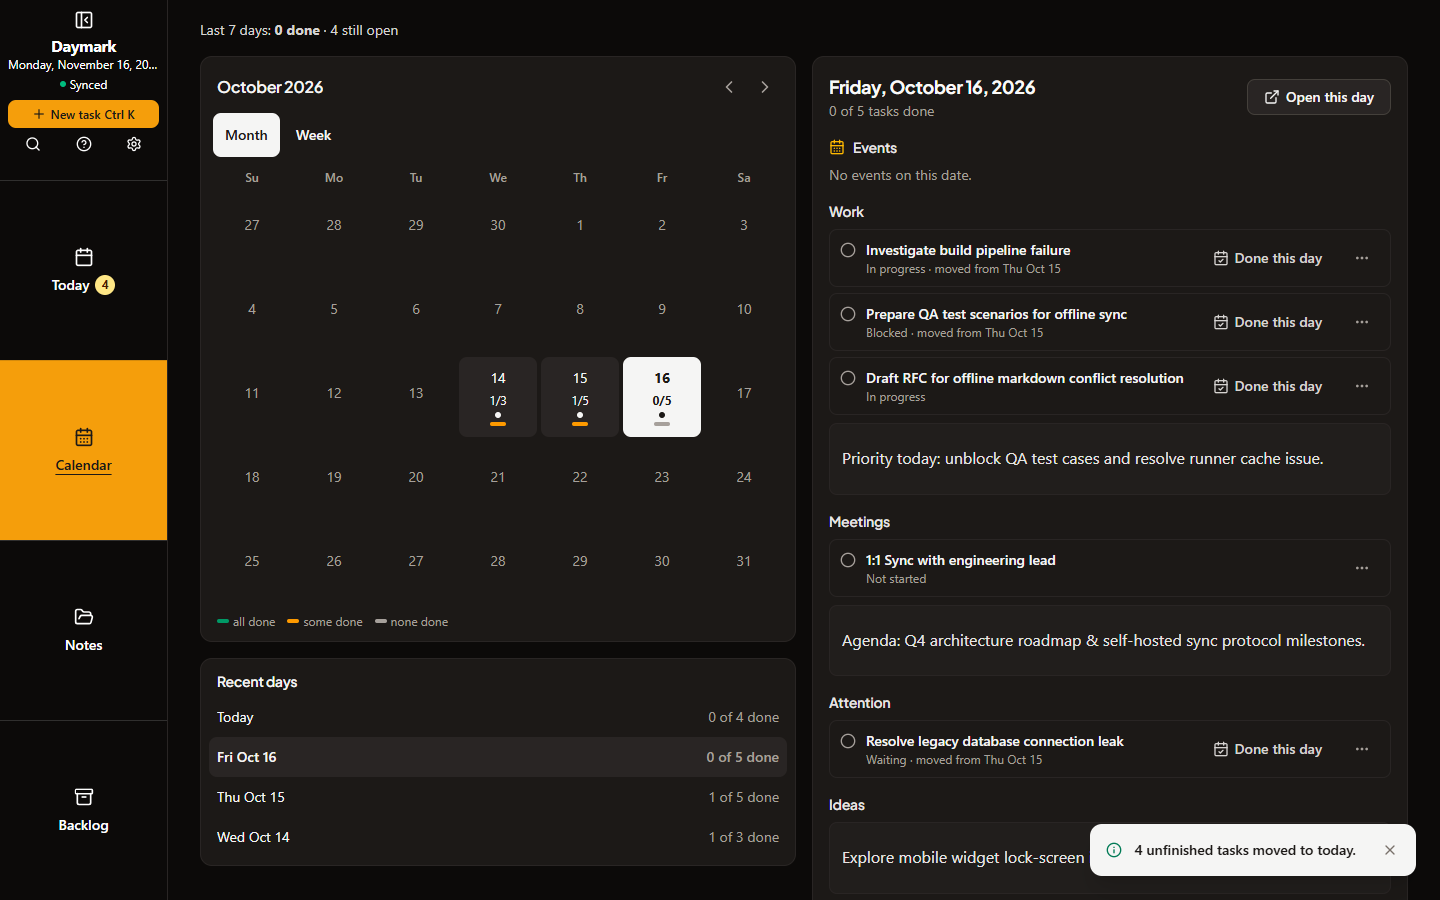 Daymark
Monday, November 16, 20...
Synced
New task Ctrl K
Today 4
Calendar
Notes
Backlog
Last 7 days: 0 done · 4 still open
October 2026
Month Week
Su Mo Tu We Th Fr Sa
27 28 29 30 1 2 3
4 5 6 7 8 9 10
11 12 13 14 15 16 17
1/3 1/5 0/5
18 19 20 21 22 23 24
25 26 27 28 29 30 31
all done some done none done
Recent days
Today 0 of 4 done
Fri Oct 16 0 of 5 done
Thu Oct 15 1 of 5 done
Wed Oct 14 1 of 3 done
Friday, October 16, 2026
0 of 5 tasks done
Open this day
Events
No events on this date.
Work
Investigate build pipeline failure
In progress · moved from Thu Oct 15
Done this day
Prepare QA test scenarios for offline sync
Blocked · moved from Thu Oct 15
Done this day
Draft RFC for offline markdown conflict resolution
In progress
Done this day
Priority today: unblock QA test cases and resolve runner cache issue.
Meetings
1:1 Sync with engineering lead
Not started
Agenda: Q4 architecture roadmap & self-hosted sync protocol milestones.
Attention
Resolve legacy database connection leak
Waiting · moved from Thu Oct 15
Done this day
Ideas
Explore mobile widget lock-screen
4 unfinished tasks moved to today.